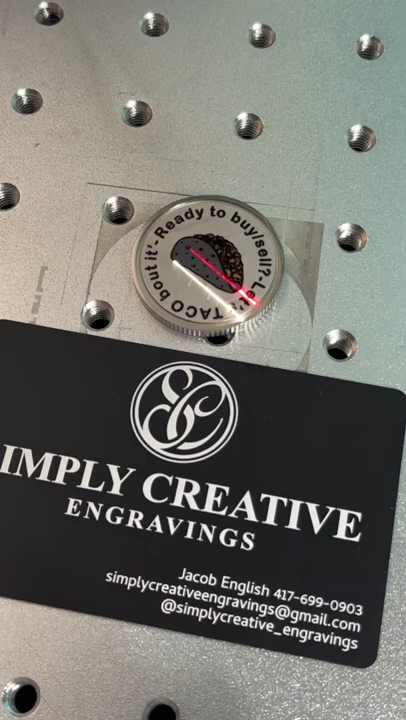 Ready to buy/sell?-Let's TACO bout it'-
SC
IMPLY CREATIVE
ENGRAVINGS
Jacob English 417-699-0903
simplycreativeengravings@gmail.com
@simplycreative_engravings